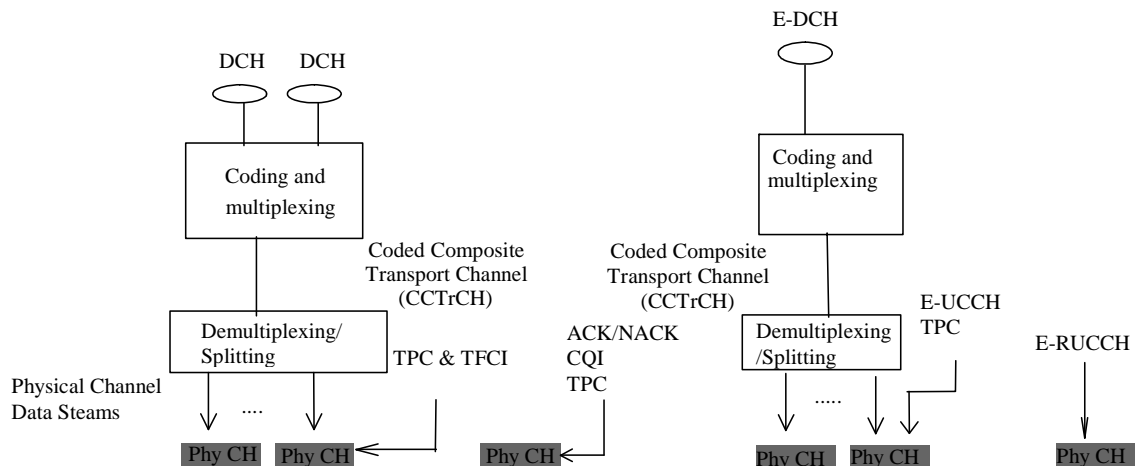 E-DCH
DCH
DCH
Coding and
multiplexing
Coding and
multiplexing
Coded Composite
Transport Channel
(CCTrCH)
Coded Composite
Transport Channel
(CCTrCH)
Demultiplexing/
Splitting
TPC & TFCI
ACK/NACK
CQI
TPC
Demultiplexing
/Splitting
E-UCCH
TPC
E-RUCCH
Physical Channel
Data Steams
....
.....
Phy CH
Phy CH
Phy CH
Phy CH
Phy CH
Phy CH